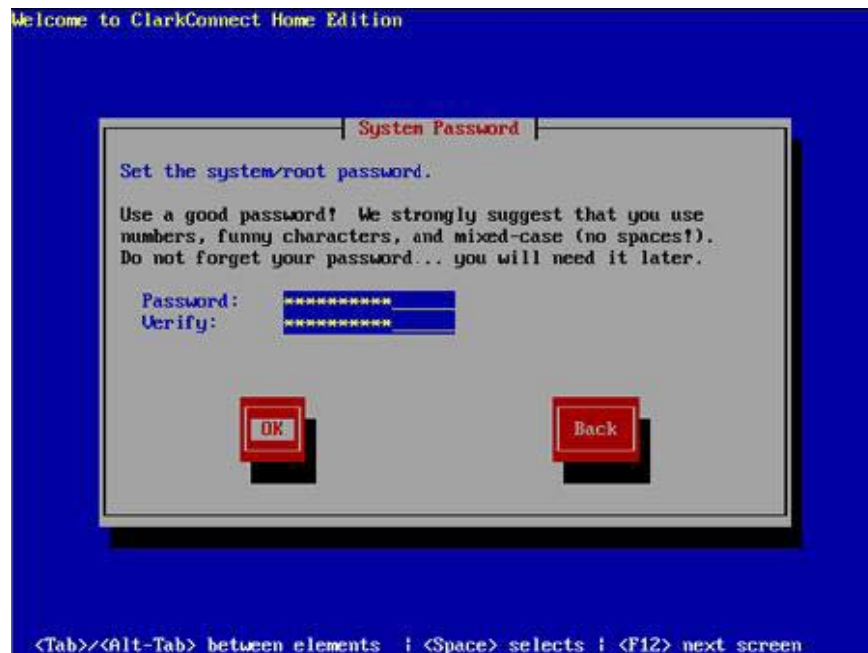 Welcome to ClarkConnect Home Edition
System Password
Set the system/root password.
Use a good password!  We strongly suggest that you use
numbers, funny characters, and mixed-case (no spaces!).
Do not forget your password... you will need it later.
Password: **********
Verify: **********
OK Back
<Tab>/<Alt-Tab> between elements | <Space> selects | <F12> next screen